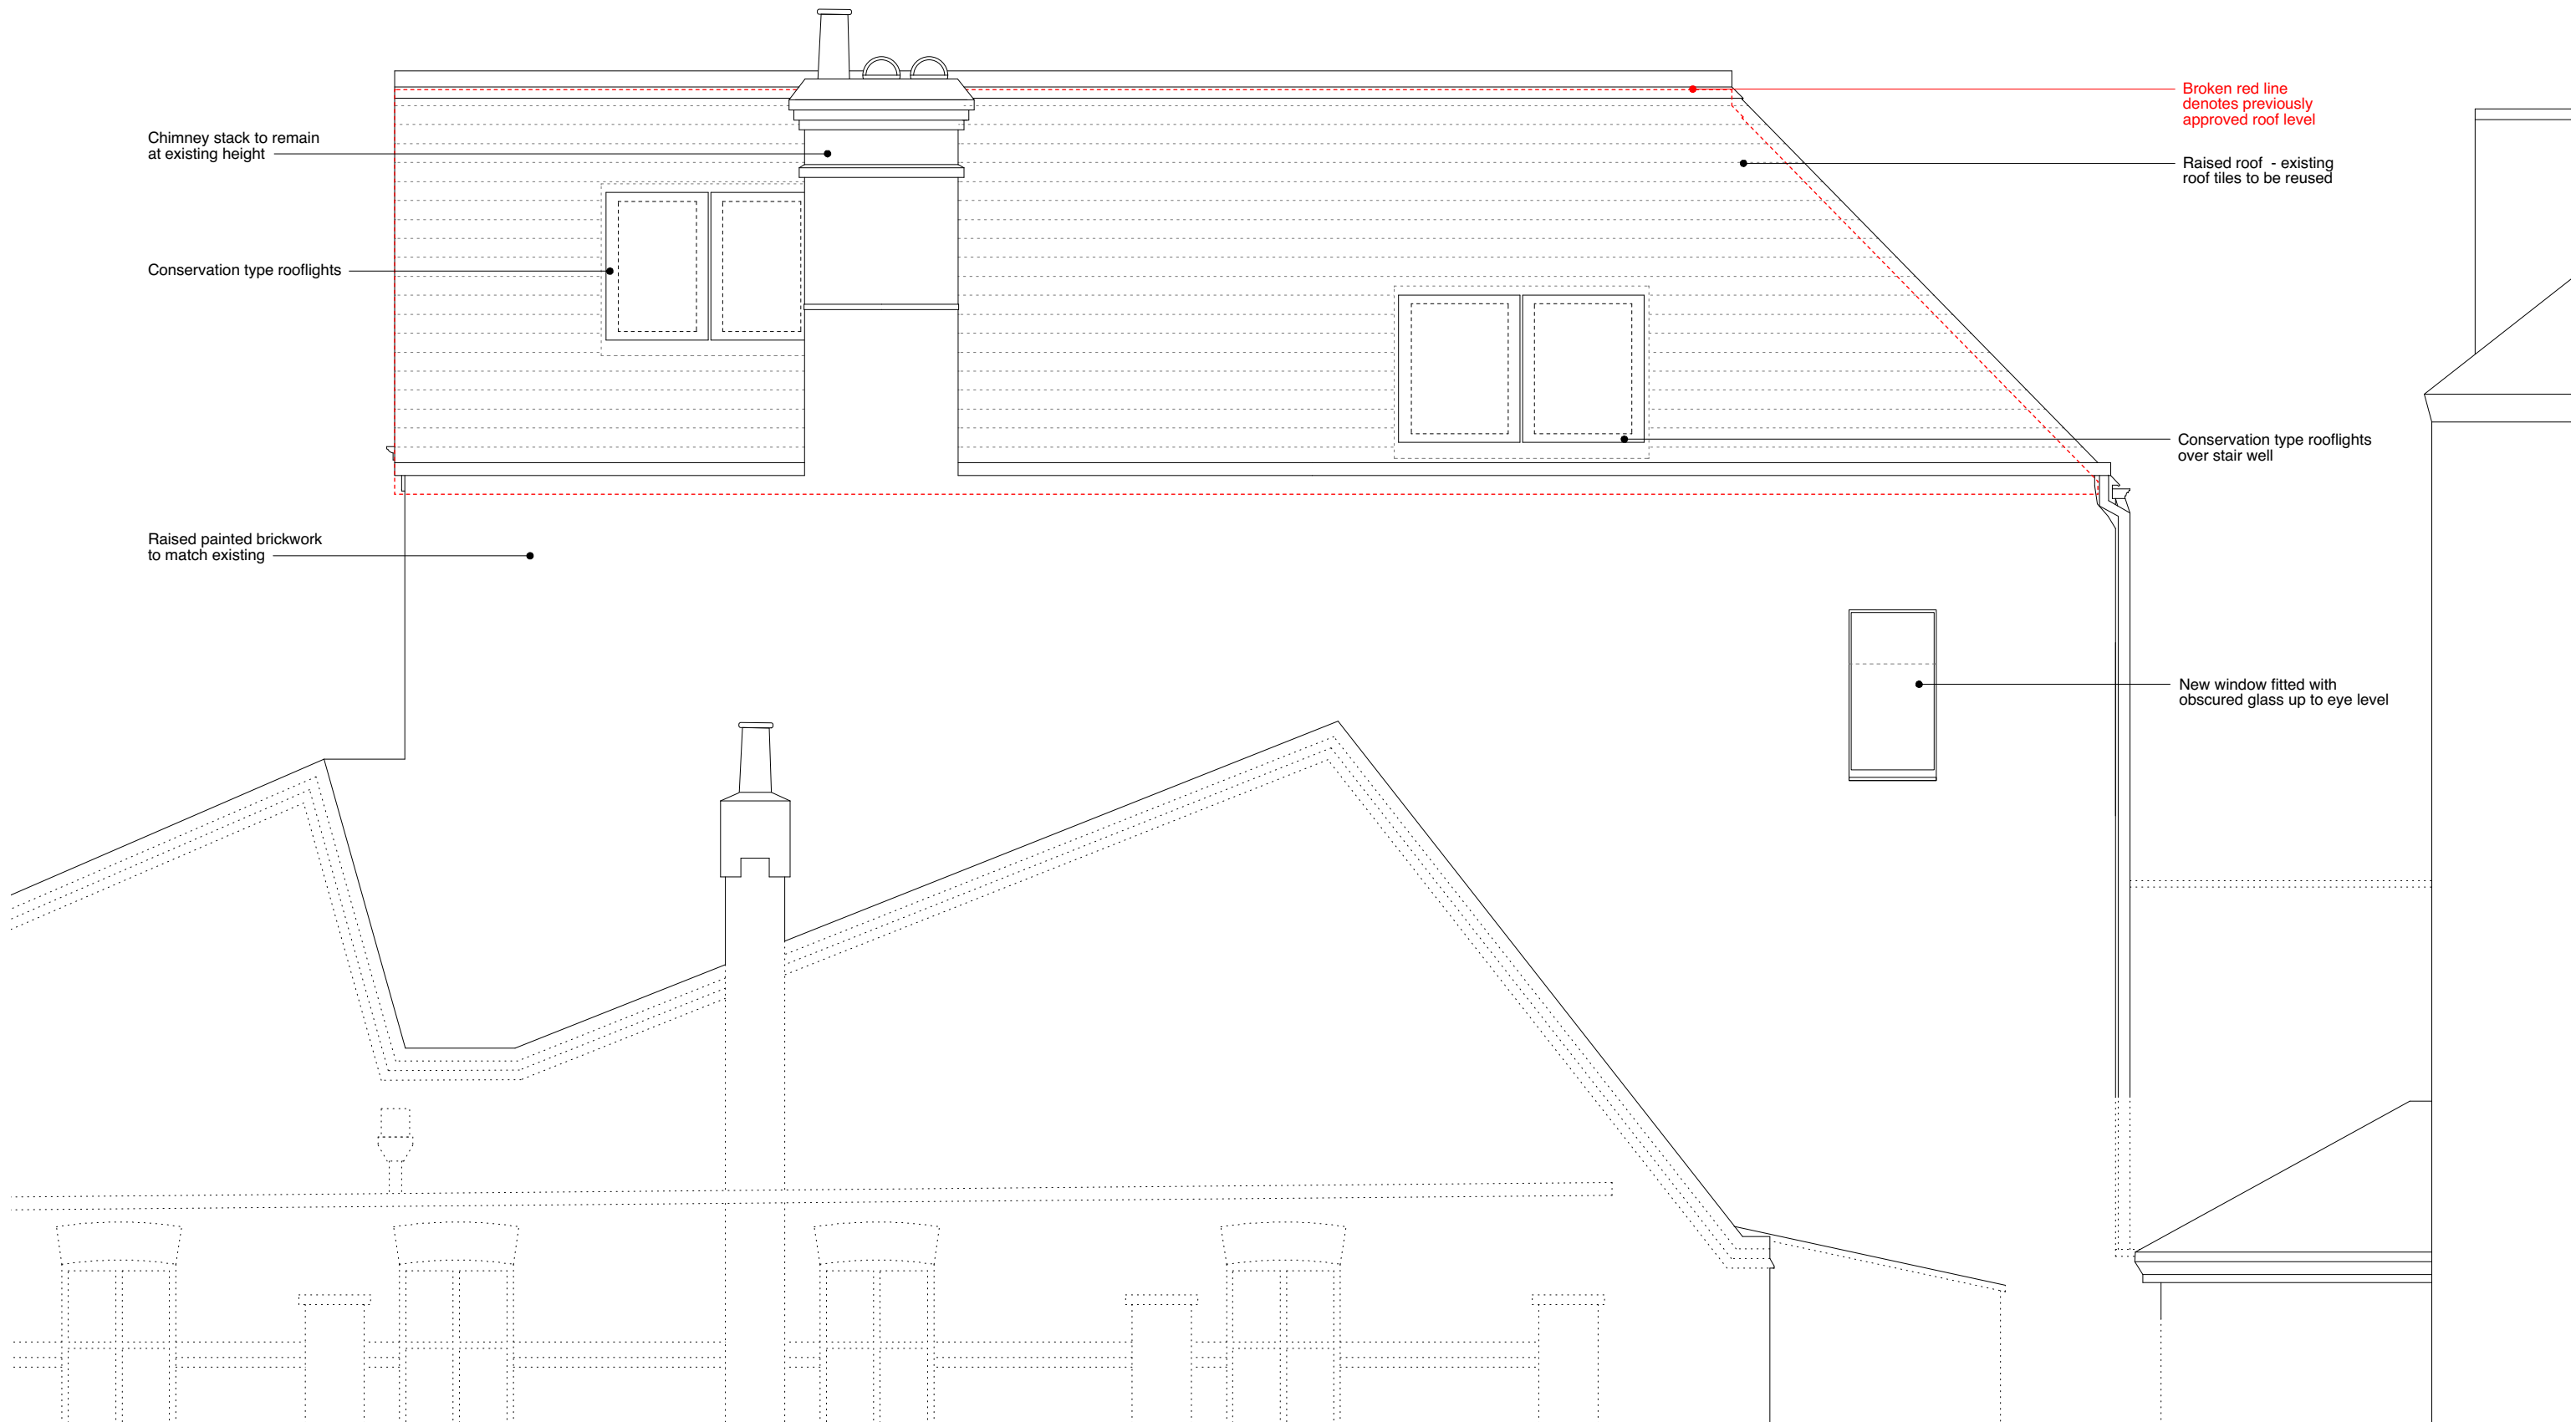 Broken red line
denotes previously
approved roof level
Chimney stack to remain
at existing height
Raised roof - existing
roof tiles to be reused
Conservation type rooflights
Conservation type rooflights
over stair well
Raised painted brickwork
to match existing
New window fitted with
obscured glass up to eye level